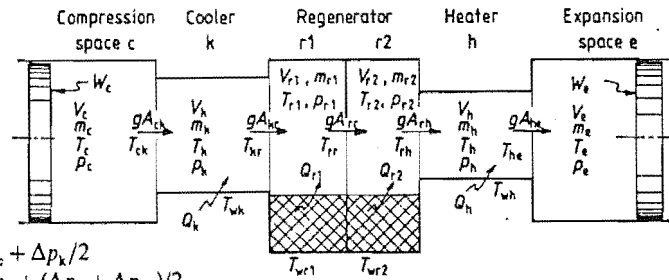 Compression Cooler Regenerator Heater Expansion
space c k r1 r2 h space e
W_c W_e
V_c V_k V_r1, m_r1 V_r2, m_r2 V_h V_e
m_c m_k T_r1, p_r1 T_r2, p_r2 m_h m_e
T_c T_k T_h T_e
p_c p_k p_h p_e
gA_ck gA_kr gA_rr gA_rh gA_he
T_ck T_kr T_rr T_rh T_he
Q_k T_wk Q_r1 Q_r2 Q_h T_wh
T_wr1 T_wr2
+ Δp_k/2